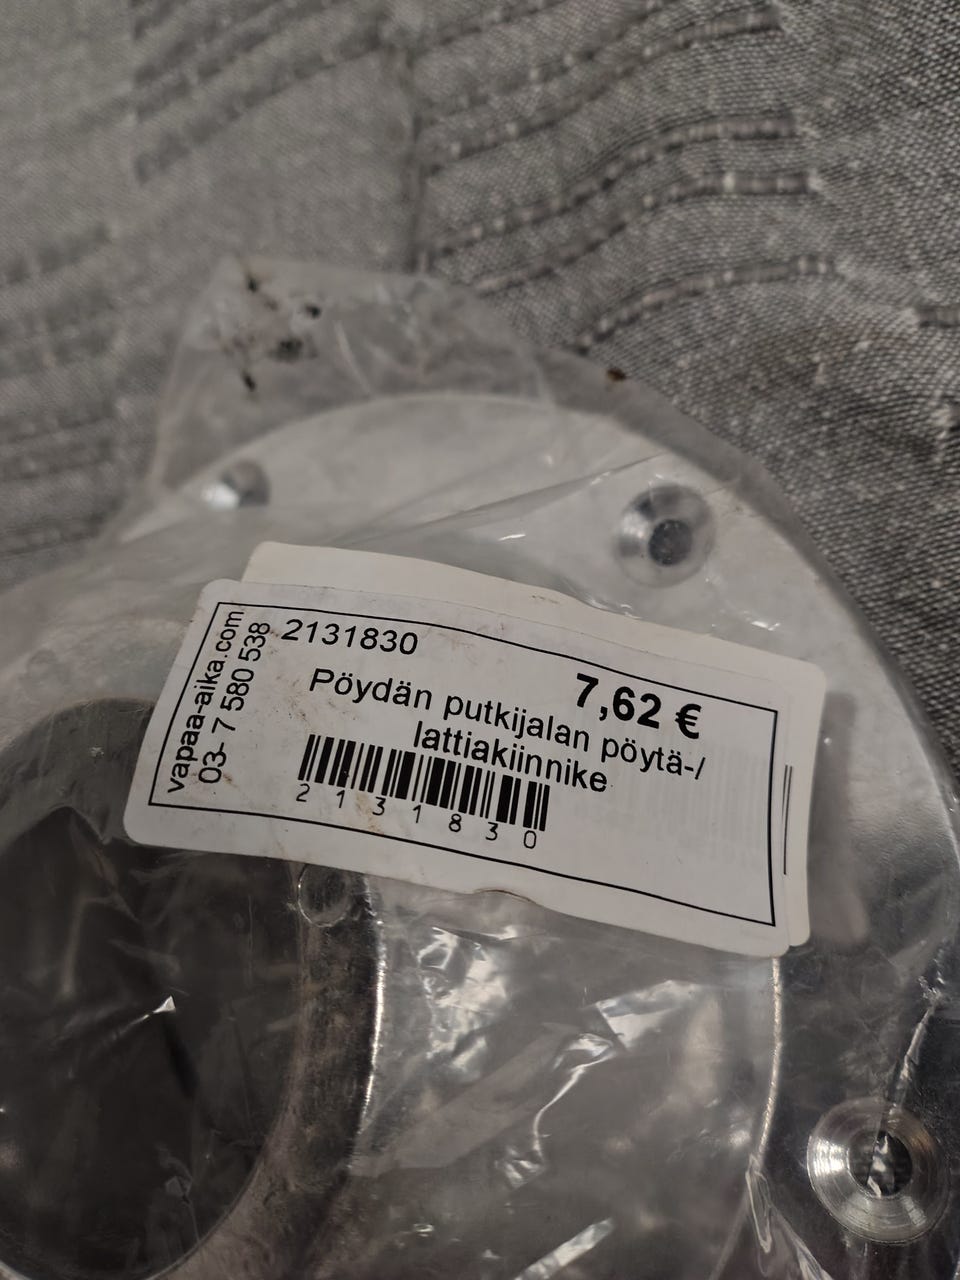 vapaa-aika.com
03- 7 580 538
2131830
7,62 €
Pöydän putkijalan pöytä-/
lattiakiinnike
2131830